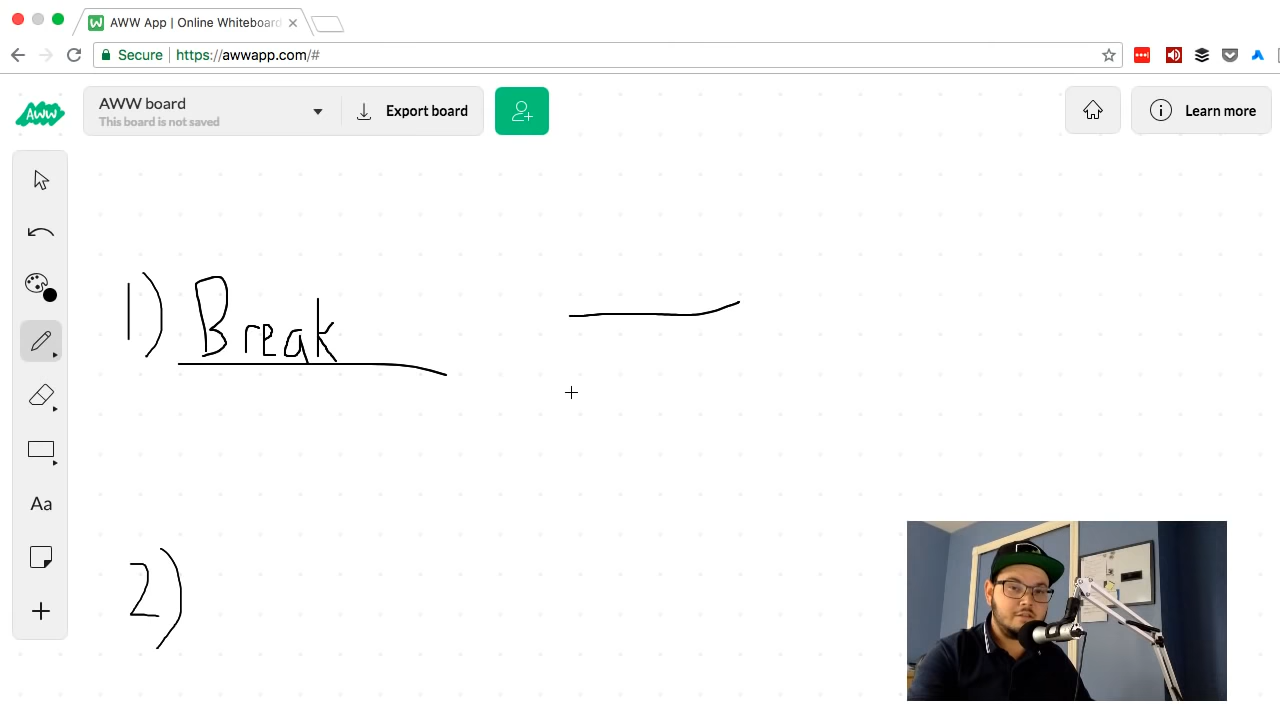 AWW App | Online Whiteboard
Secure https://awwapp.com/#
AWW
AWW board
This board is not saved
Export board
Learn more
1) Break
Aa
2)